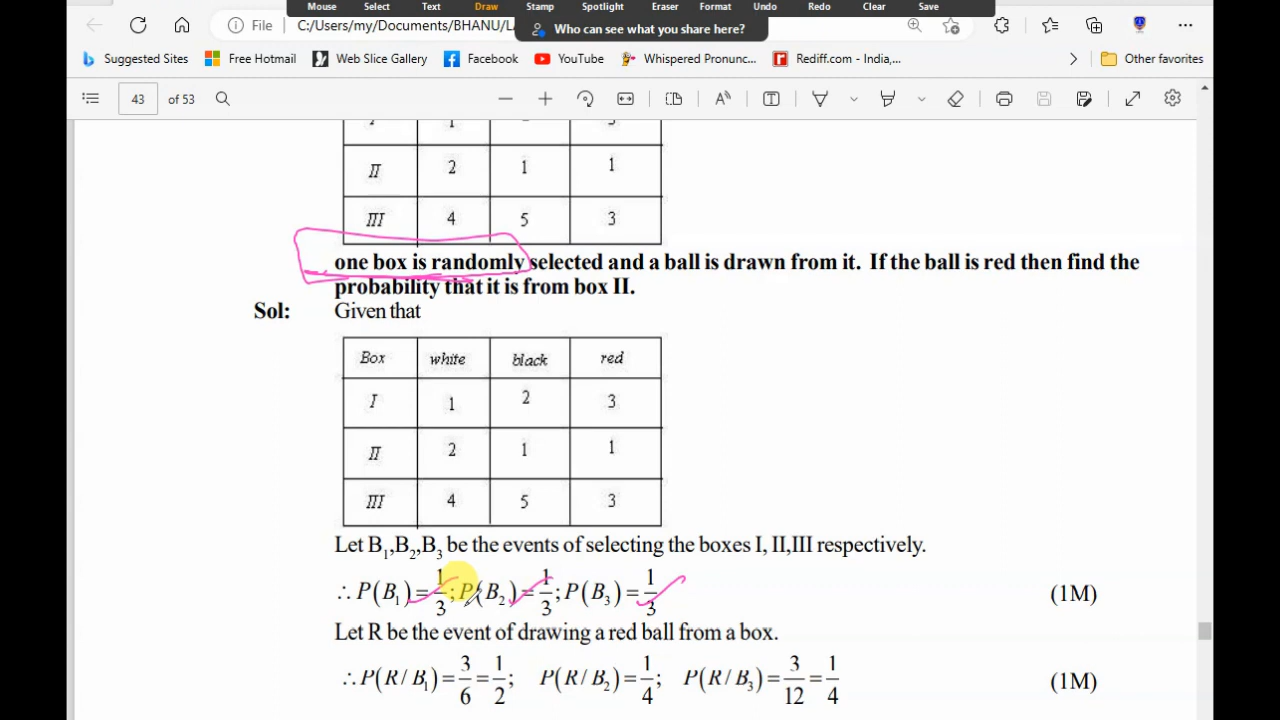 Mouse Select Text Draw Stamp Spotlight Eraser Format Undo Redo Clear Save
File C:/Users/my/Documents/BHANU/L Who can see what you share here?
Suggested Sites Free Hotmail Web Slice Gallery Facebook YouTube Whispered Pronunc... Rediff.com - India,... Other favorites
43 of 53
II 2 1 1
III 4 5 3
one box is randomly selected and a ball is drawn from it. If the ball is red then find the
probability that it is from box II.
Sol: Given that
Box white black red
I 1 2 3
II 2 1 1
III 4 5 3
Let B₁,B₂,B₃ be the events of selecting the boxes I, II,III respectively.
∴ P(B₁) = 1/3; P(B₂) = 1/3; P(B₃) = 1/3 (1M)
Let R be the event of drawing a red ball from a box.
∴ P(R/B₁) = 3/6 = 1/2; P(R/B₂) = 1/4; P(R/B₃) = 3/12 = 1/4 (1M)